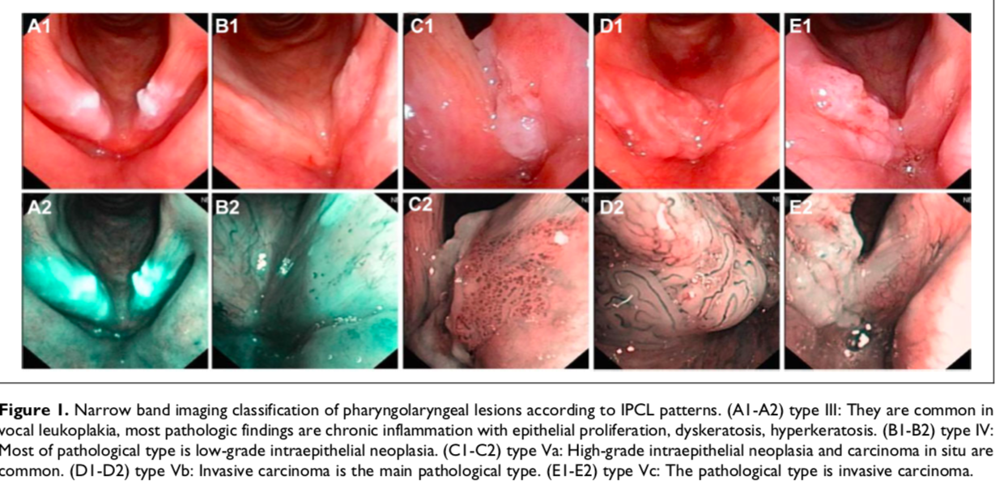 A1 B1 C1 D1 E1
A2 B2 C2 D2 E2
Figure 1. Narrow band imaging classification of pharyngolaryngeal lesions according to IPCL patterns. (A1-A2) type III: They are common in
vocal leukoplakia, most pathologic findings are chronic inflammation with epithelial proliferation, dyskeratosis, hyperkeratosis. (B1-B2) type IV:
Most of pathological type is low-grade intraepithelial neoplasia. (C1-C2) type Va: High-grade intraepithelial neoplasia and carcinoma in situ are
common. (D1-D2) type Vb: Invasive carcinoma is the main pathological type. (E1-E2) type Vc: The pathological type is invasive carcinoma.